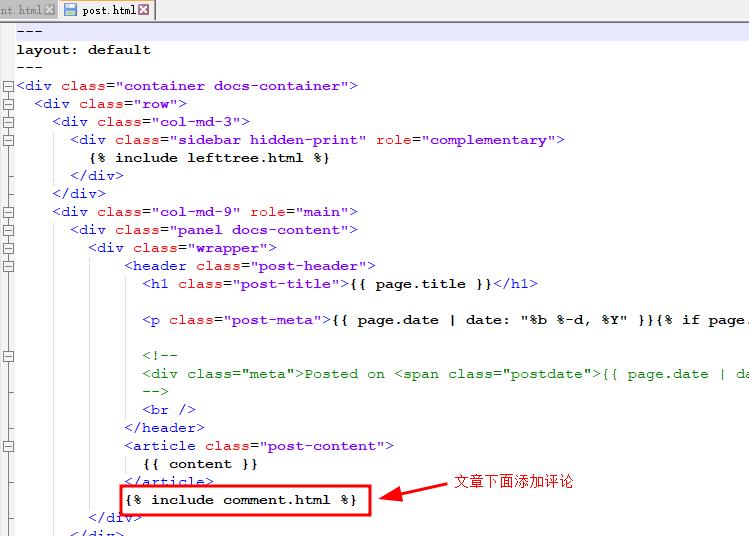 nt.html post.html
---
layout: default
---
<div class="container docs-container">
<div class="row">
<div class="col-md-3">
<div class="sidebar hidden-print" role="complementary">
{% include lefttree.html %}
</div>
</div>
<div class="col-md-9" role="main">
<div class="panel docs-content">
<div class="wrapper">
<header class="post-header">
<h1 class="post-title">{{ page.title }}</h1>
<p class="post-meta">{{ page.date | date: "%b %-d, %Y" }}{% if page.
<!--
<div class="meta">Posted on <span class="postdate">{{ page.date | da
-->
<br />
</header>
<article class="post-content">
{{ content }}
</article>
{% include comment.html %} 文章下面添加评论
</div>
</div>